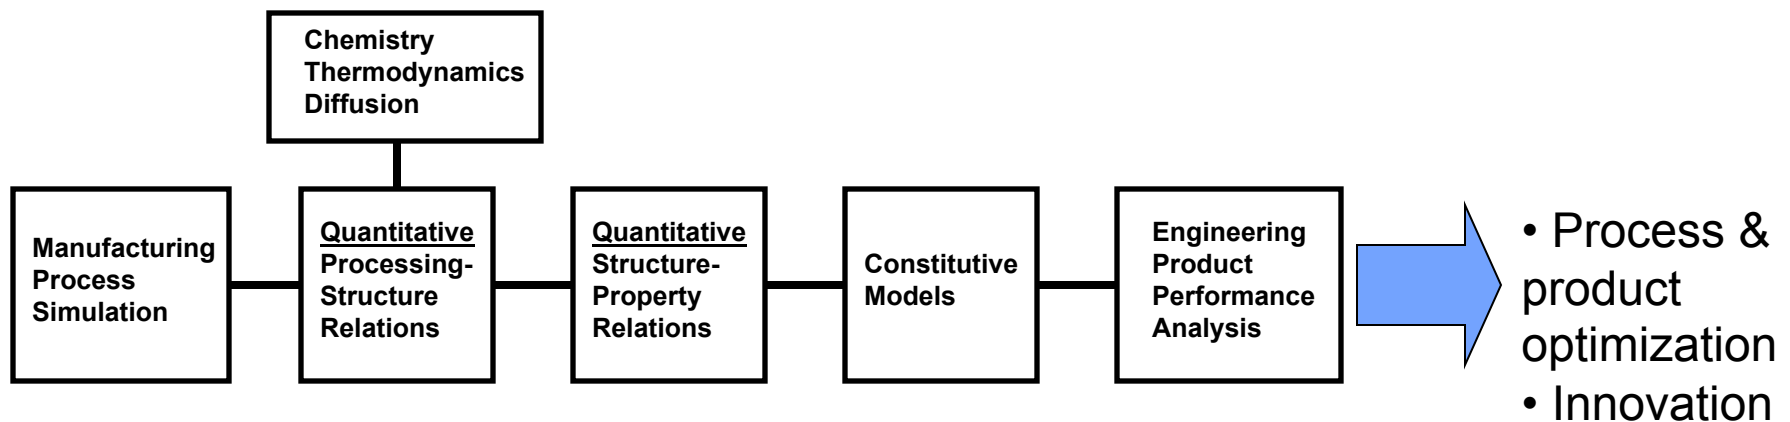 Chemistry
Thermodynamics
Diffusion
Manufacturing
Process
Simulation
Quantitative
Processing-
Structure
Relations
Quantitative
Structure-
Property
Relations
Constitutive
Models
Engineering
Product
Performance
Analysis
• Process &
product
optimization
• Innovation